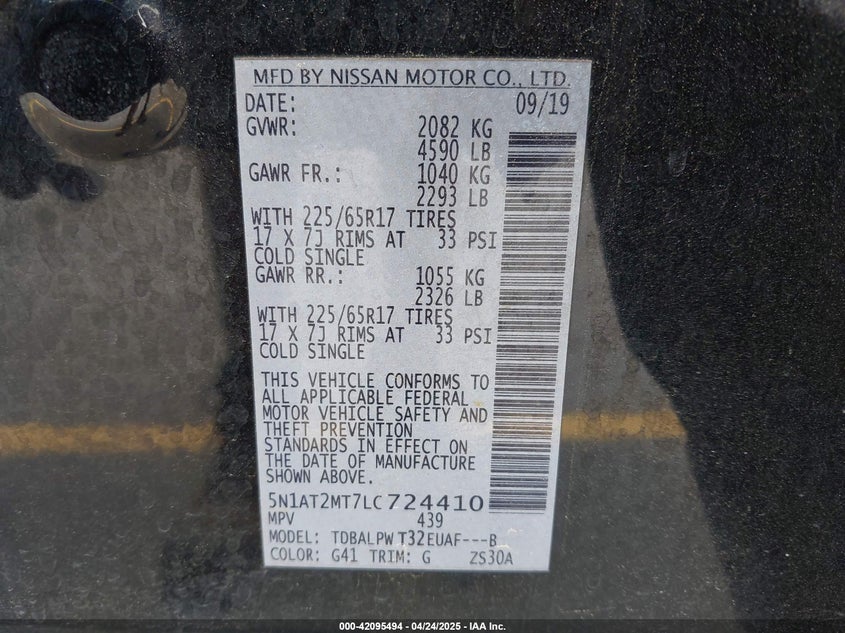 MFD BY NISSAN MOTOR CO., LTD.
DATE: 09/19
GVWR: 2082 KG
4590 LB
GAWR FR.: 1040 KG
2293 LB
WITH 225/65R17 TIRES
17 X 7J RIMS AT 33 PSI
COLD SINGLE
GAWR RR.: 1055 KG
2326 LB
WITH 225/65R17 TIRES
17 X 7J RIMS AT 33 PSI
COLD SINGLE
THIS VEHICLE CONFORMS TO
ALL APPLICABLE FEDERAL
MOTOR VEHICLE SAFETY AND
THEFT PREVENTION
STANDARDS IN EFFECT ON
THE DATE OF MANUFACTURE
SHOWN ABOVE.
5N1AT2MT7LC724410
MPV 439
MODEL: TDBALPW T32EUAF---B
COLOR: G41 TRIM: G ZS30A
000-42095494 - 04/24/2025 - IAA Inc.